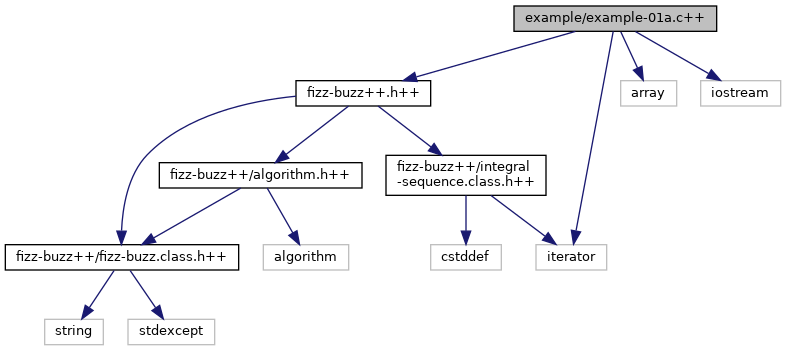 example/example-01a.c++
fizz-buzz++.h++
array
iostream
fizz-buzz++/algorithm.h++
fizz-buzz++/integral
-sequence.class.h++
fizz-buzz++/fizz-buzz.class.h++
algorithm
cstddef
iterator
string
stdexcept